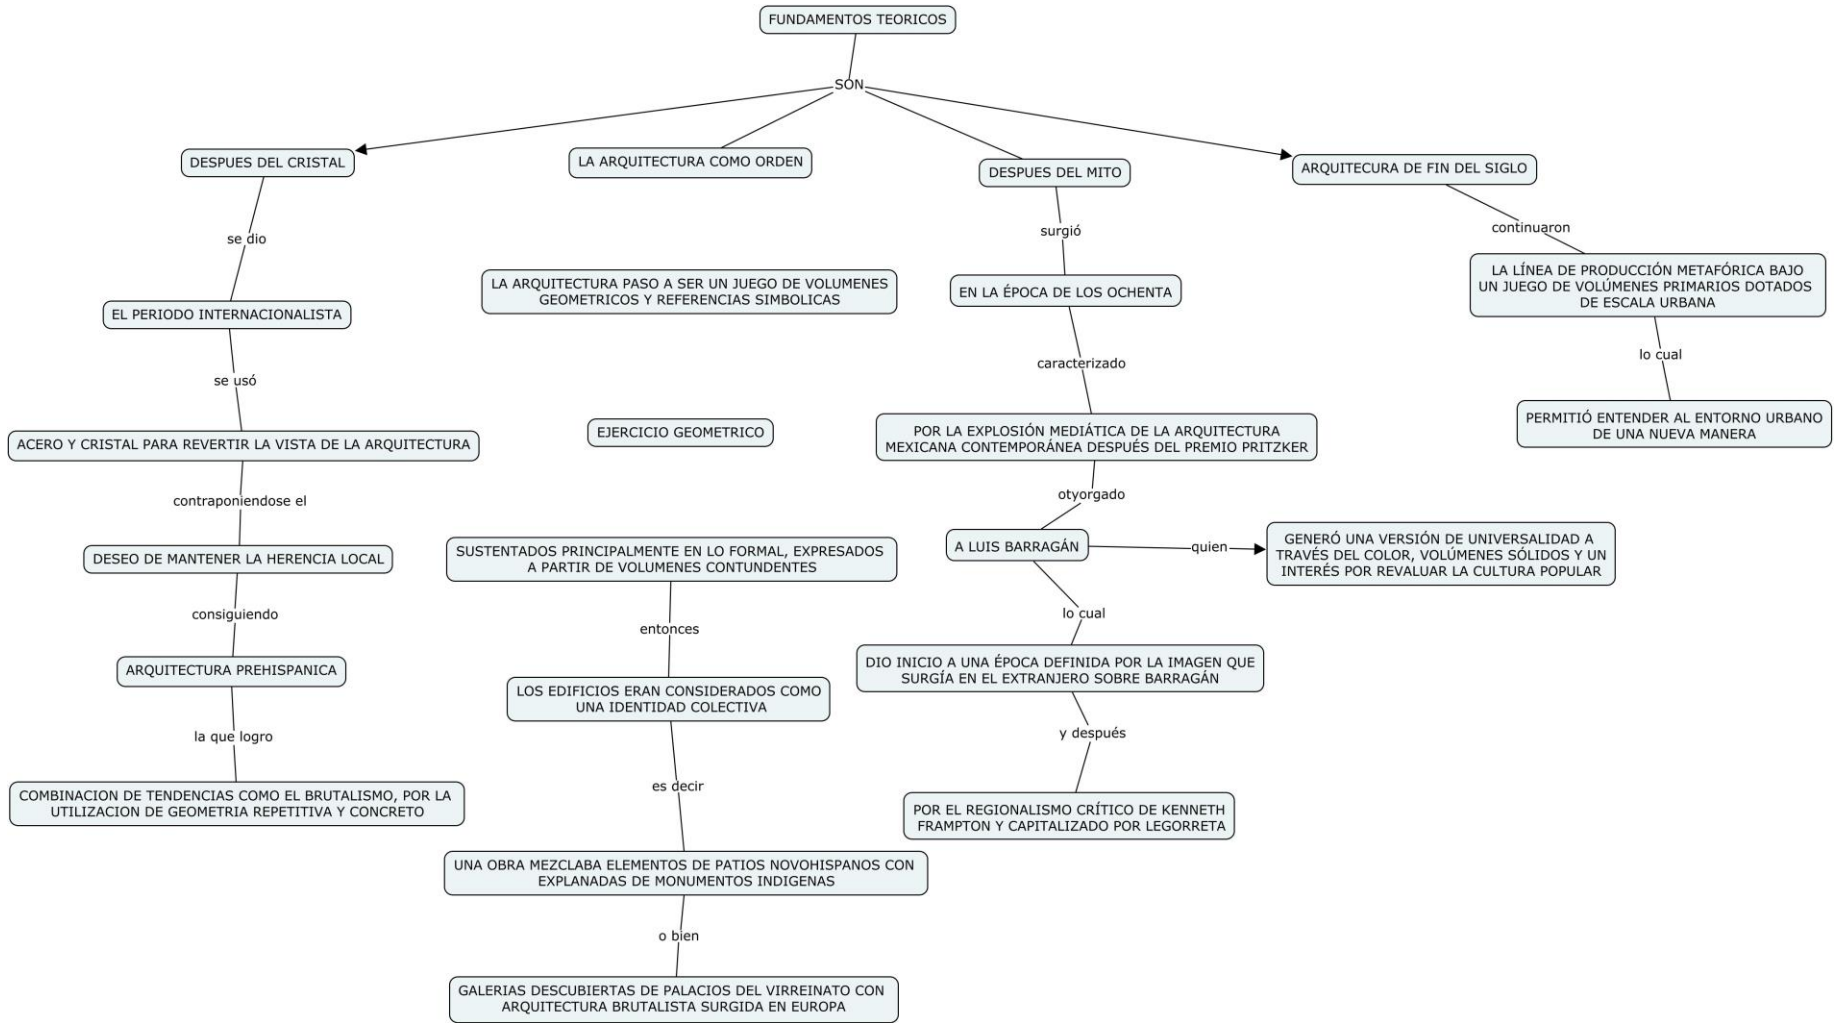 FUNDAMENTOS TEORICOS
SON
DESPUES DEL CRISTAL
se dio
EL PERIODO INTERNACIONALISTA
se usó
ACERO Y CRISTAL PARA REVERTIR LA VISTA DE LA ARQUITECTURA
contraponiendose el
DESEO DE MANTENER LA HERENCIA LOCAL
consiguiendo
ARQUITECTURA PREHISPANICA
la que logro
COMBINACION DE TENDENCIAS COMO EL BRUTALISMO, POR LA
UTILIZACION DE GEOMETRIA REPETITIVA Y CONCRETO
LA ARQUITECTURA COMO ORDEN
LA ARQUITECTURA PASO A SER UN JUEGO DE VOLUMENES
GEOMETRICOS Y REFERENCIAS SIMBOLICAS
EJERCICIO GEOMETRICO
SUSTENTADOS PRINCIPALMENTE EN LO FORMAL, EXPRESADOS
A PARTIR DE VOLUMENES CONTUNDENTES
entonces
LOS EDIFICIOS ERAN CONSIDERADOS COMO
UNA IDENTIDAD COLECTIVA
es decir
UNA OBRA MEZCLABA ELEMENTOS DE PATIOS NOVOHISPANOS CON
EXPLANADAS DE MONUMENTOS INDIGENAS
o bien
GALERIAS DESCUBIERTAS DE PALACIOS DEL VIRREINATO CON
ARQUITECTURA BRUTALISTA SURGIDA EN EUROPA
DESPUES DEL MITO
surgió
EN LA ÉPOCA DE LOS OCHENTA
caracterizado
POR LA EXPLOSIÓN MEDIÁTICA DE LA ARQUITECTURA
MEXICANA CONTEMPORÁNEA DESPUÉS DEL PREMIO PRITZKER
otyorgado
A LUIS BARRAGÁN
quien
GENERÓ UNA VERSIÓN DE UNIVERSALIDAD A
TRAVÉS DEL COLOR, VOLÚMENES SÓLIDOS Y UN
INTERÉS POR REVALUAR LA CULTURA POPULAR
lo cual
DIO INICIO A UNA ÉPOCA DEFINIDA POR LA IMAGEN QUE
SURGÍA EN EL EXTRANJERO SOBRE BARRAGÁN
y después
POR EL REGIONALISMO CRÍTICO DE KENNETH
FRAMPTON Y CAPITALIZADO POR LEGORRETA
ARQUITECURA DE FIN DEL SIGLO
continuaron
LA LÍNEA DE PRODUCCIÓN METAFÓRICA BAJO
UN JUEGO DE VOLÚMENES PRIMARIOS DOTADOS
DE ESCALA URBANA
lo cual
PERMITIÓ ENTENDER AL ENTORNO URBANO
DE UNA NUEVA MANERA